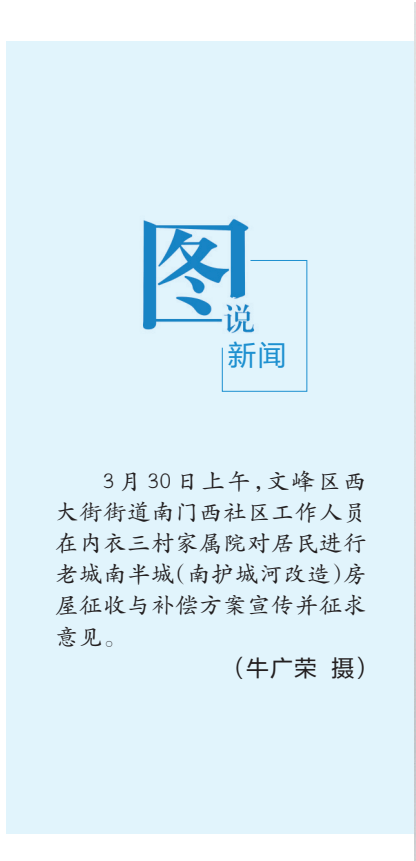 图
说
新闻
3月30日上午,文峰区西
大街街道南门西社区工作人员
在内衣三村家属院对居民进行
老城南半城(南护城河改造)房
屋征收与补偿方案宣传并征求
意见。
(牛广荣 摄)